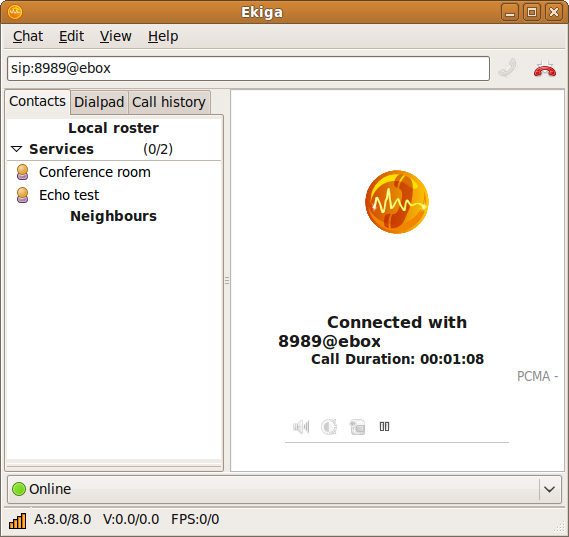 Ekiga
Chat Edit View Help
sip:8989@ebox
Contacts Dialpad Call history
Local roster
Services (0/2)
Conference room
Echo test
Neighbours
Connected with
8989@ebox
Call Duration: 00:01:08
PCMA -
Online
A:8.0/8.0 V:0.0/0.0 FPS:0/0